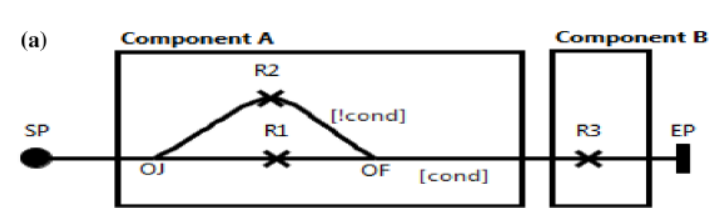 (a)
Component A
Component B
R2
[!cond]
SP
R1
R3
EP
OJ
OF
[cond]